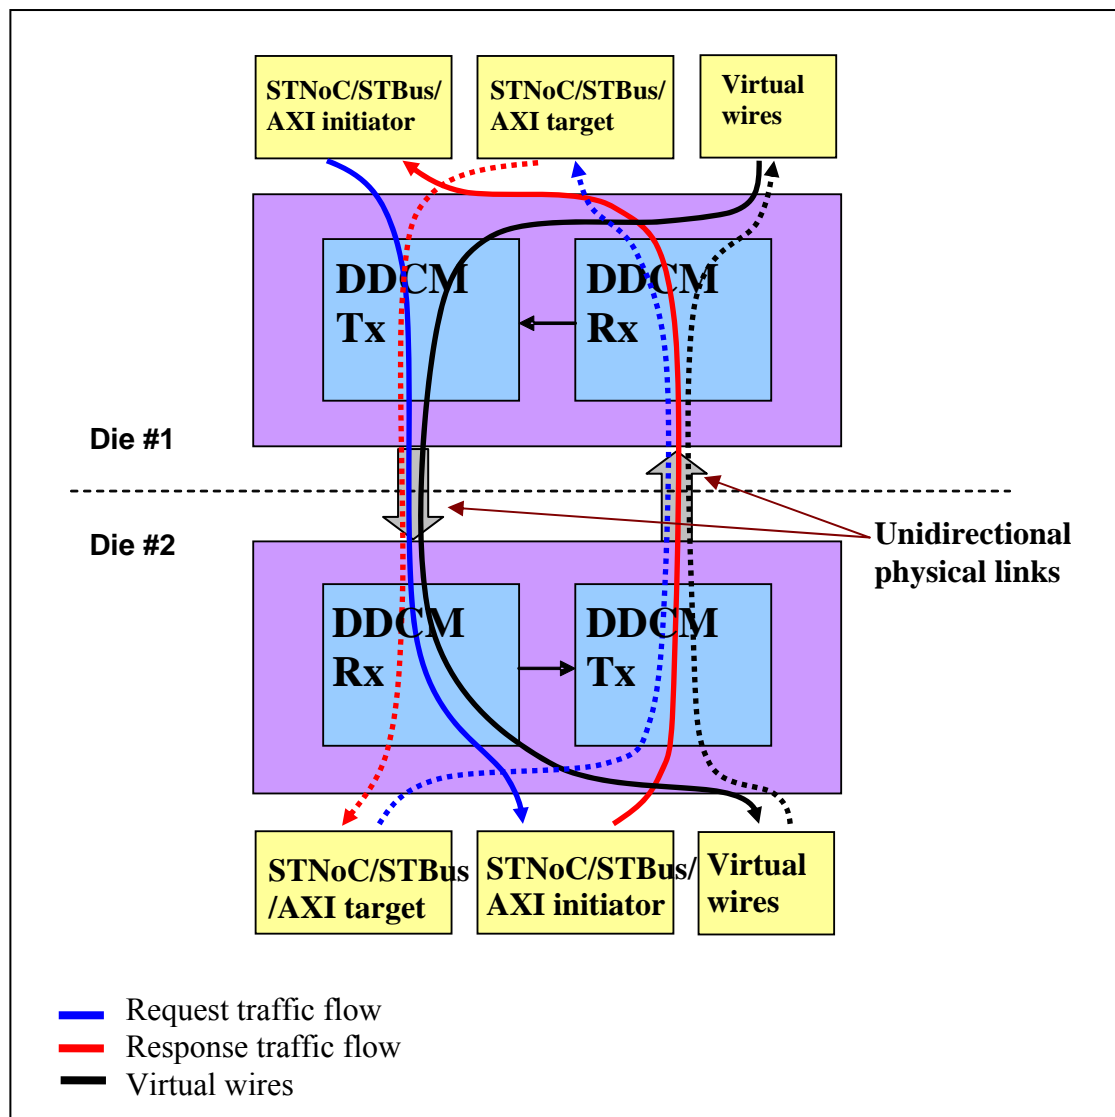 STNoC/STBus/
AXI initiator
STNoC/STBus/
AXI target
Virtual
wires
DDCM
Tx
DDCM
Rx
Die #1
Die #2
Unidirectional
physical links
DDCM
Rx
DDCM
Tx
STNoC/STBus
/AXI target
STNoC/STBus/
AXI initiator
Virtual
wires
Request traffic flow
Response traffic flow
Virtual wires